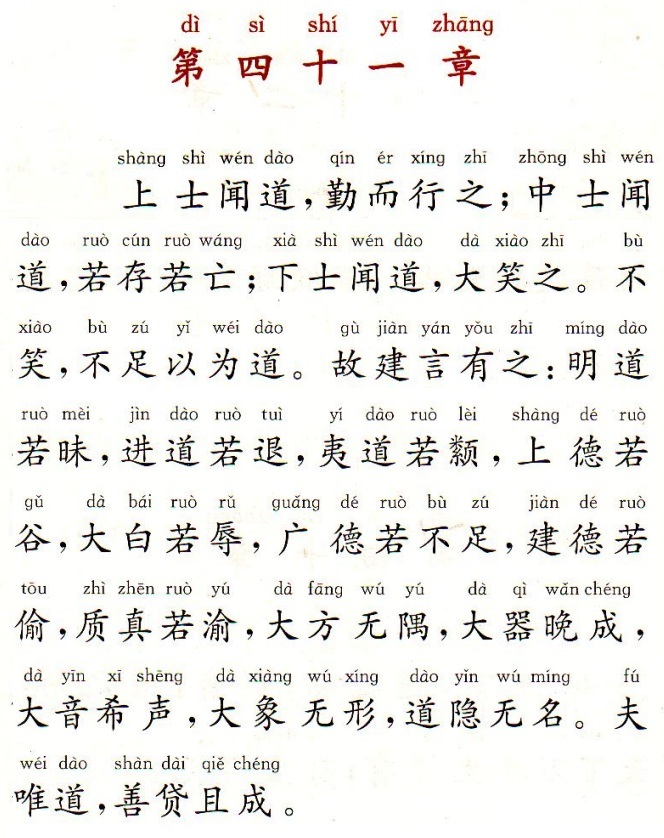 dì sì shí yī zhāng
第四十一章
shàng shì wén dào qín ér xíng zhī zhōng shì wén
上士闻道，勤而行之；中士闻
dào ruò cún ruò wáng xià shì wén dào dà xiào zhī bù
道，若存若亡；下士闻道，大笑之。不
xiào bù zú yǐ wéi dào gù jiàn yán yǒu zhī míng dào
笑，不足以为道。故建言有之：明道
ruò mèi jìn dào ruò tuì yí dào ruò lèi shàng dé ruò
若昧，进道若退，夷道若颣，上德若
gǔ dà bái ruò rǔ guǎng dé ruò bù zú jiàn dé ruò
谷，大白若辱，广德若不足，建德若
tōu zhì zhēn ruò yú dà fāng wú yú dà qì wǎn chéng
偷，质真若渝，大方无隅，大器晚成，
dà yīn xī shēng dà xiàng wú xíng dào yǐn wú míng fú
大音希声，大象无形，道隐无名。夫
wéi dào shàn dài qiě chéng
唯道，善贷且成。